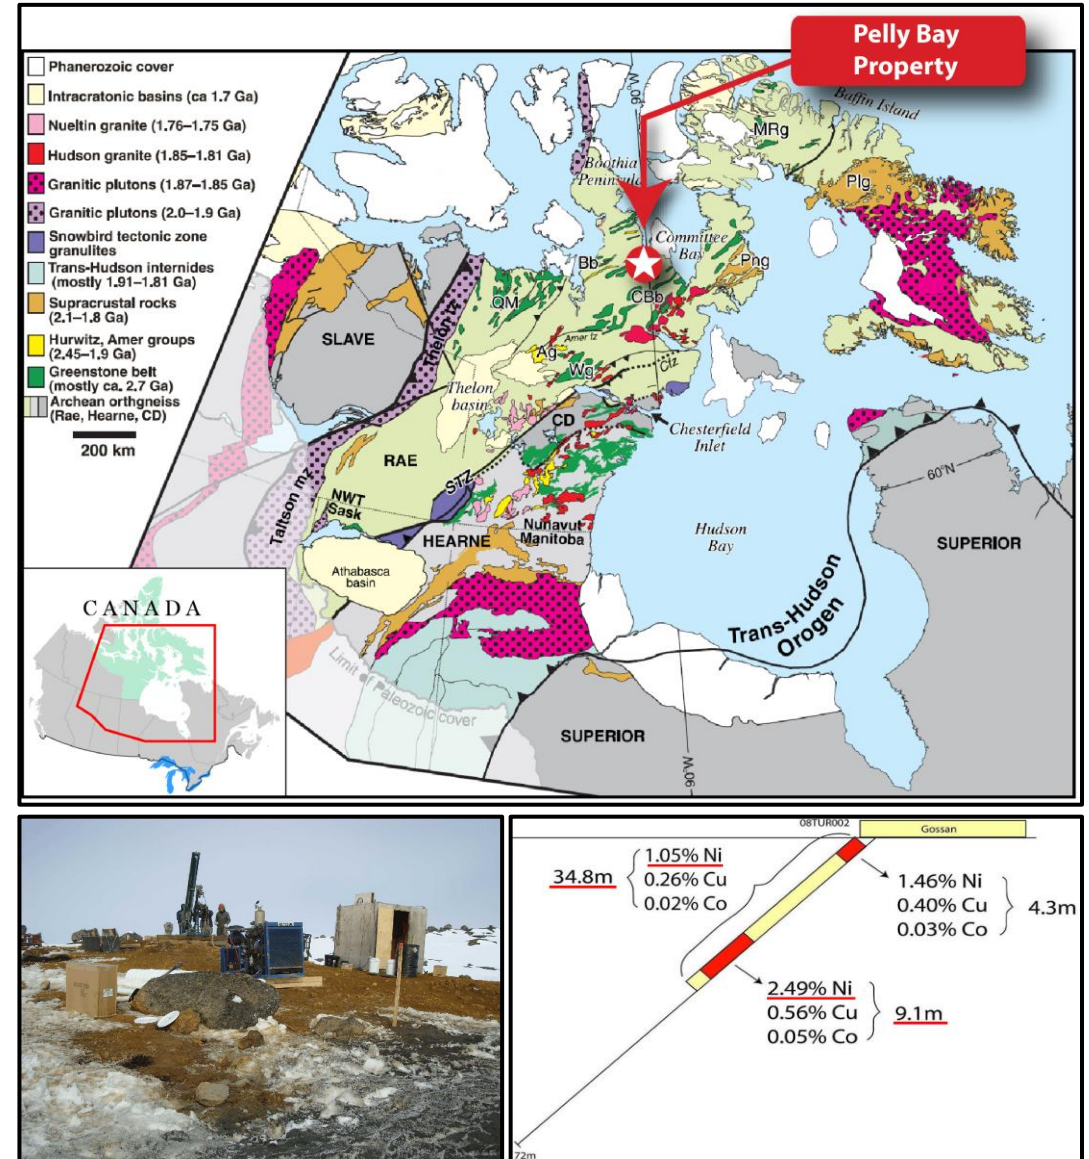 Pelly Bay
Property
Phanerozoic cover
Intracratonic basins (ca 1.7 Ga)
Nueltin granite (1.76–1.75 Ga)
Hudson granite (1.85–1.81 Ga)
Granitic plutons (1.87–1.85 Ga)
Granitic plutons (2.0–1.9 Ga)
Snowbird tectonic zone
granulites
Trans-Hudson internides
(mostly 1.91–1.81 Ga)
Supracrustal rocks
(2.1–1.8 Ga)
Hurwitz, Amer groups
(2.45–1.9 Ga)
Greenstone belt
(mostly ca. 2.7 Ga)
Archean orthgneiss
(Rae, Hearne, CD)
200 km
90°W
Baffin Island
MRg
Boothia
Peninsula
Plg
Committee
Bay
Png
Bb
CBb
QM
SLAVE
Thelon tz
Amer fz
Ag
Wg
Thelon
basin
CD
Chesterfield
Inlet
RAE
STZ
60°N
Taltson mz
NWT
Sask
HEARNE
Nunavut
Manitoba
Hudson
Bay
SUPERIOR
Athabasca
basin
Trans-Hudson
Orogen
CANADA
Limit of Paleozoic cover
SUPERIOR
90°W
08TUR002
Gossan
34.8m
1.05% Ni
0.26% Cu
0.02% Co
1.46% Ni
0.40% Cu
0.03% Co
4.3m
2.49% Ni
0.56% Cu
0.05% Co
9.1m
72m